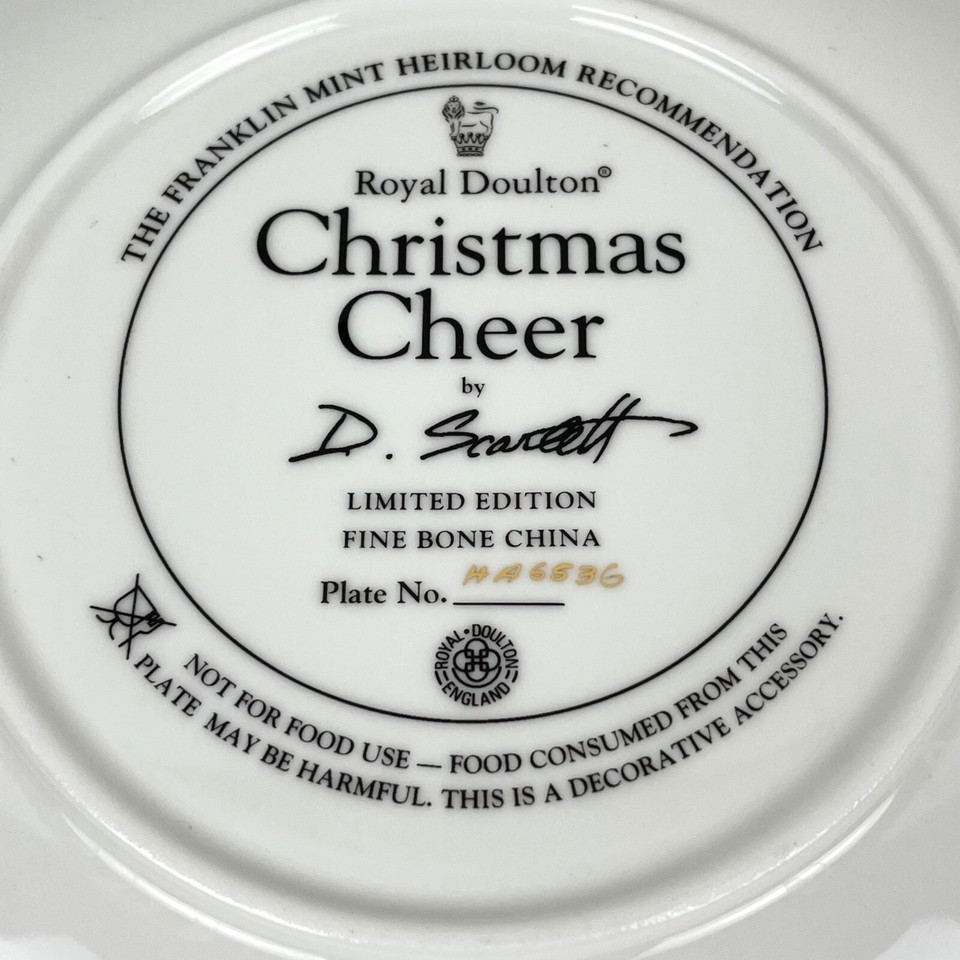 THE FRANKLIN MINT HEIRLOOM RECOMMENDATION
Royal Doulton®
Christmas
Cheer
by
D. Scarlett
LIMITED EDITION
FINE BONE CHINA
Plate No. HA6536
ROYAL • DOULTON
ENGLAND
NOT FOR FOOD USE — FOOD CONSUMED FROM THIS
PLATE MAY BE HARMFUL. THIS IS A DECORATIVE ACCESSORY.